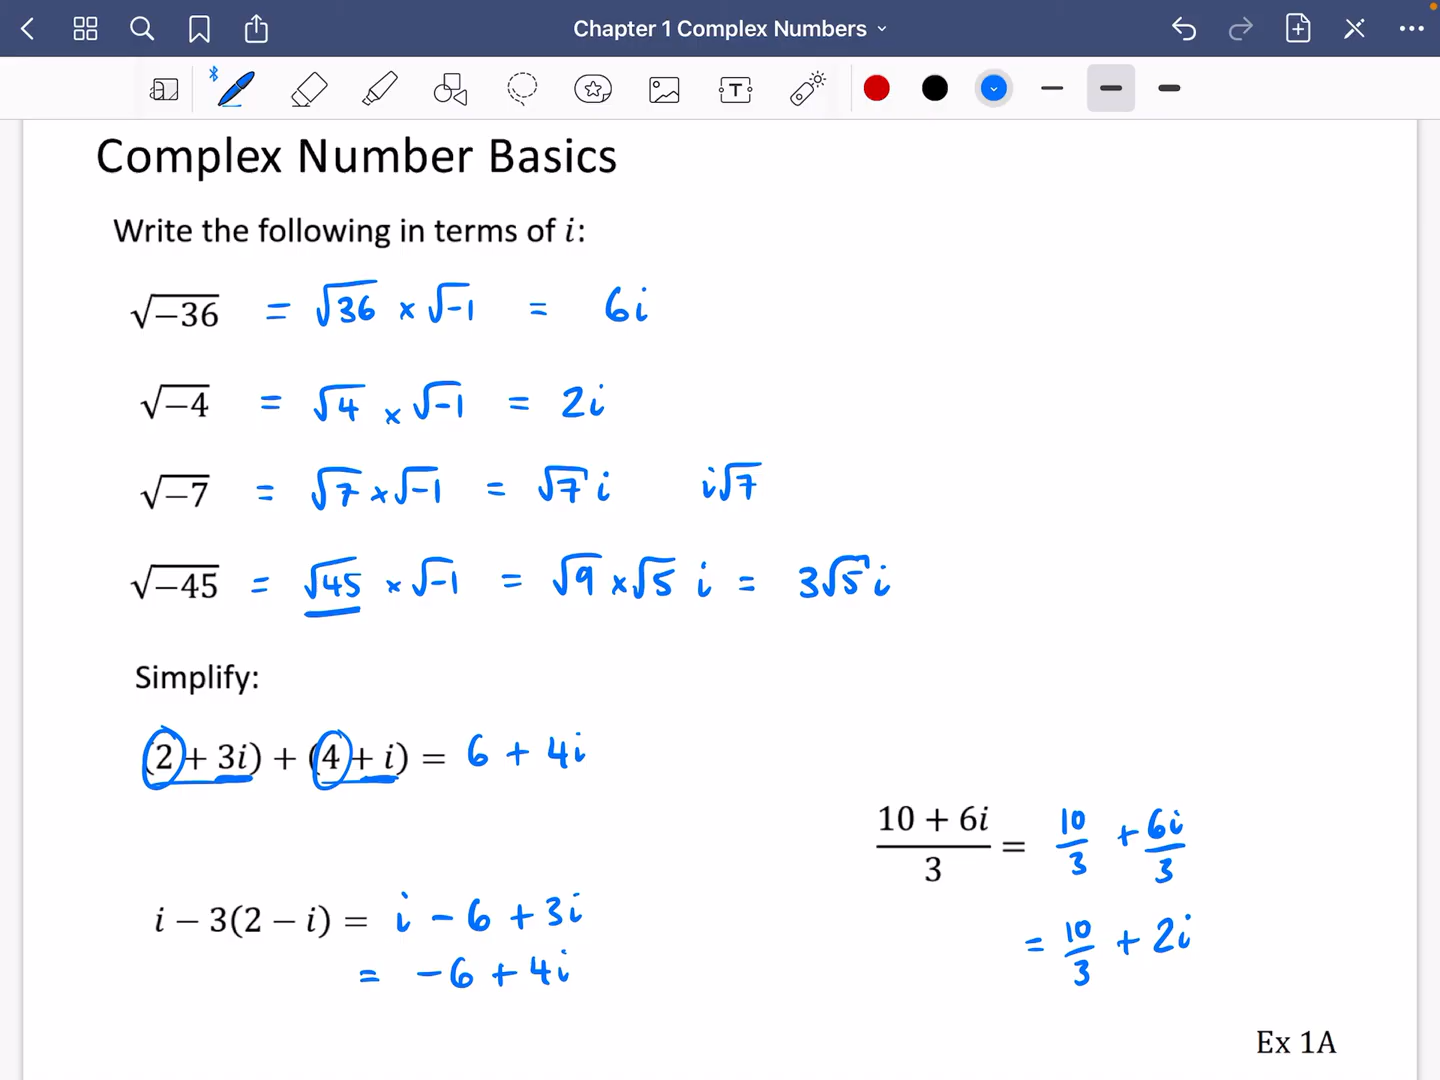 Chapter 1 Complex Numbers
Complex Number Basics
Write the following in terms of i:
√−36 = √36 × √-1 = 6i
√−4 = √4 × √-1 = 2i
√−7 = √7 × √-1 = √7 i i√7
√−45 = √45 × √-1 = √9 × √5 i = 3√5 i
Simplify:
(2 + 3i) + (4 + i) = 6 + 4i
(10 + 6i)/3 = 10/3 + 6i/3
= 10/3 + 2i
i − 3(2 − i) = i - 6 + 3i
= -6 + 4i
Ex 1A